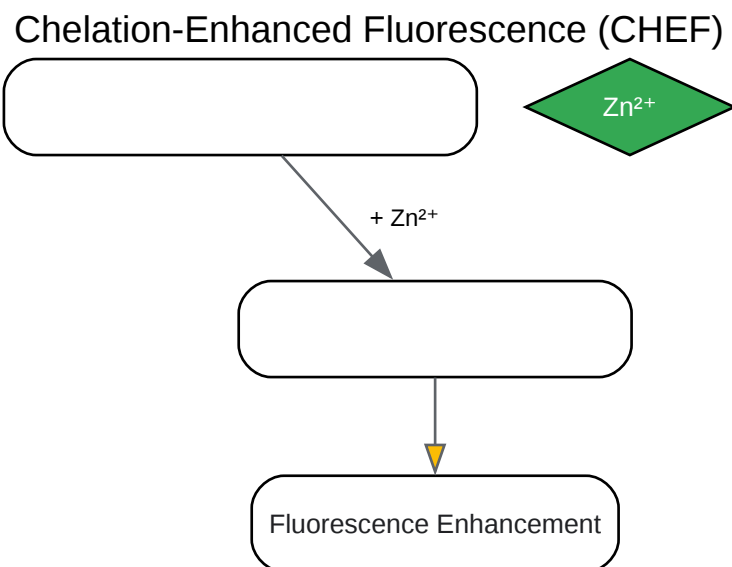 Chelation-Enhanced Fluorescence (CHEF)
Zn²⁺
+ Zn²⁺
Fluorescence Enhancement